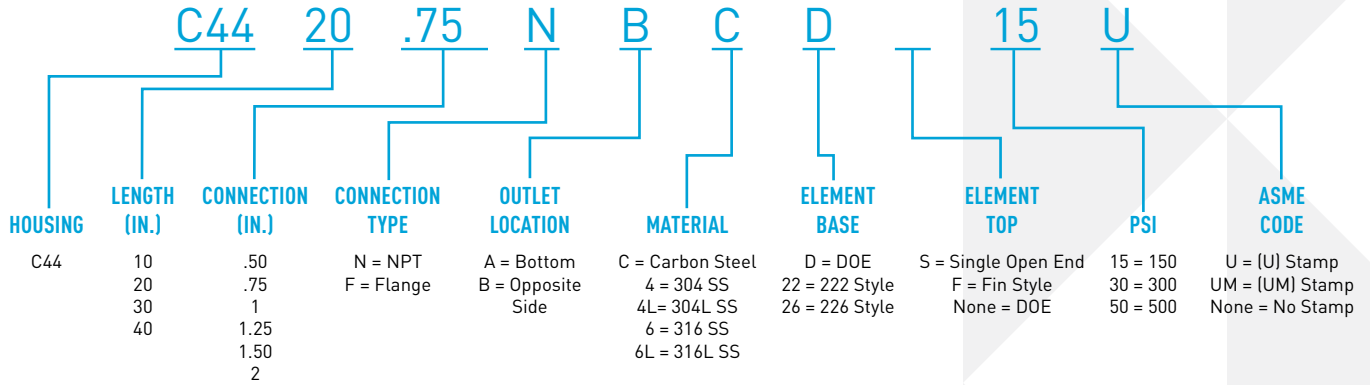 C44 20 .75 N B C D 15 U
HOUSING
C44
LENGTH
(IN.)
10
20
30
40
CONNECTION
(IN.)
.50
.75
1
1.25
1.50
2
CONNECTION
TYPE
N = NPT
F = Flange
OUTLET
LOCATION
A = Bottom
B = Opposite
Side
MATERIAL
C = Carbon Steel
4 = 304 SS
4L= 304L SS
6 = 316 SS
6L = 316L SS
ELEMENT
BASE
D = DOE
22 = 222 Style
26 = 226 Style
ELEMENT
TOP
S = Single Open End
F = Fin Style
None = DOE
PSI
15 = 150
30 = 300
50 = 500
ASME
CODE
U = (U) Stamp
UM = (UM) Stamp
None = No Stamp